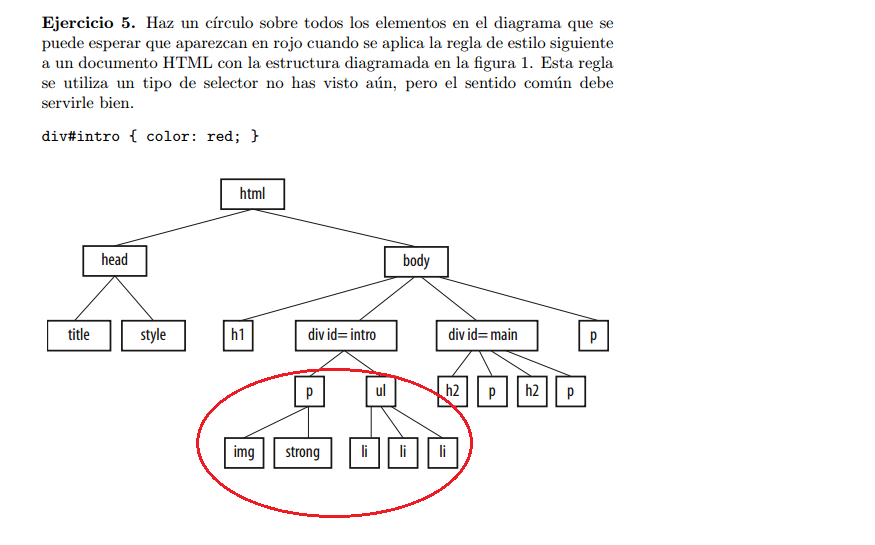 Ejercicio 5. Haz un círculo sobre todos los elementos en el diagrama que se
puede esperar que aparezcan en rojo cuando se aplica la regla de estilo siguiente
a un documento HTML con la estructura diagramada en la figura 1. Esta regla
se utiliza un tipo de selector no has visto aún, pero el sentido común debe
servirle bien.
div#intro { color: red; }
html
head
body
title
style
h1
div id=intro
div id=main
p
p
ul
h2
p
h2
p
img
strong
li
li
li